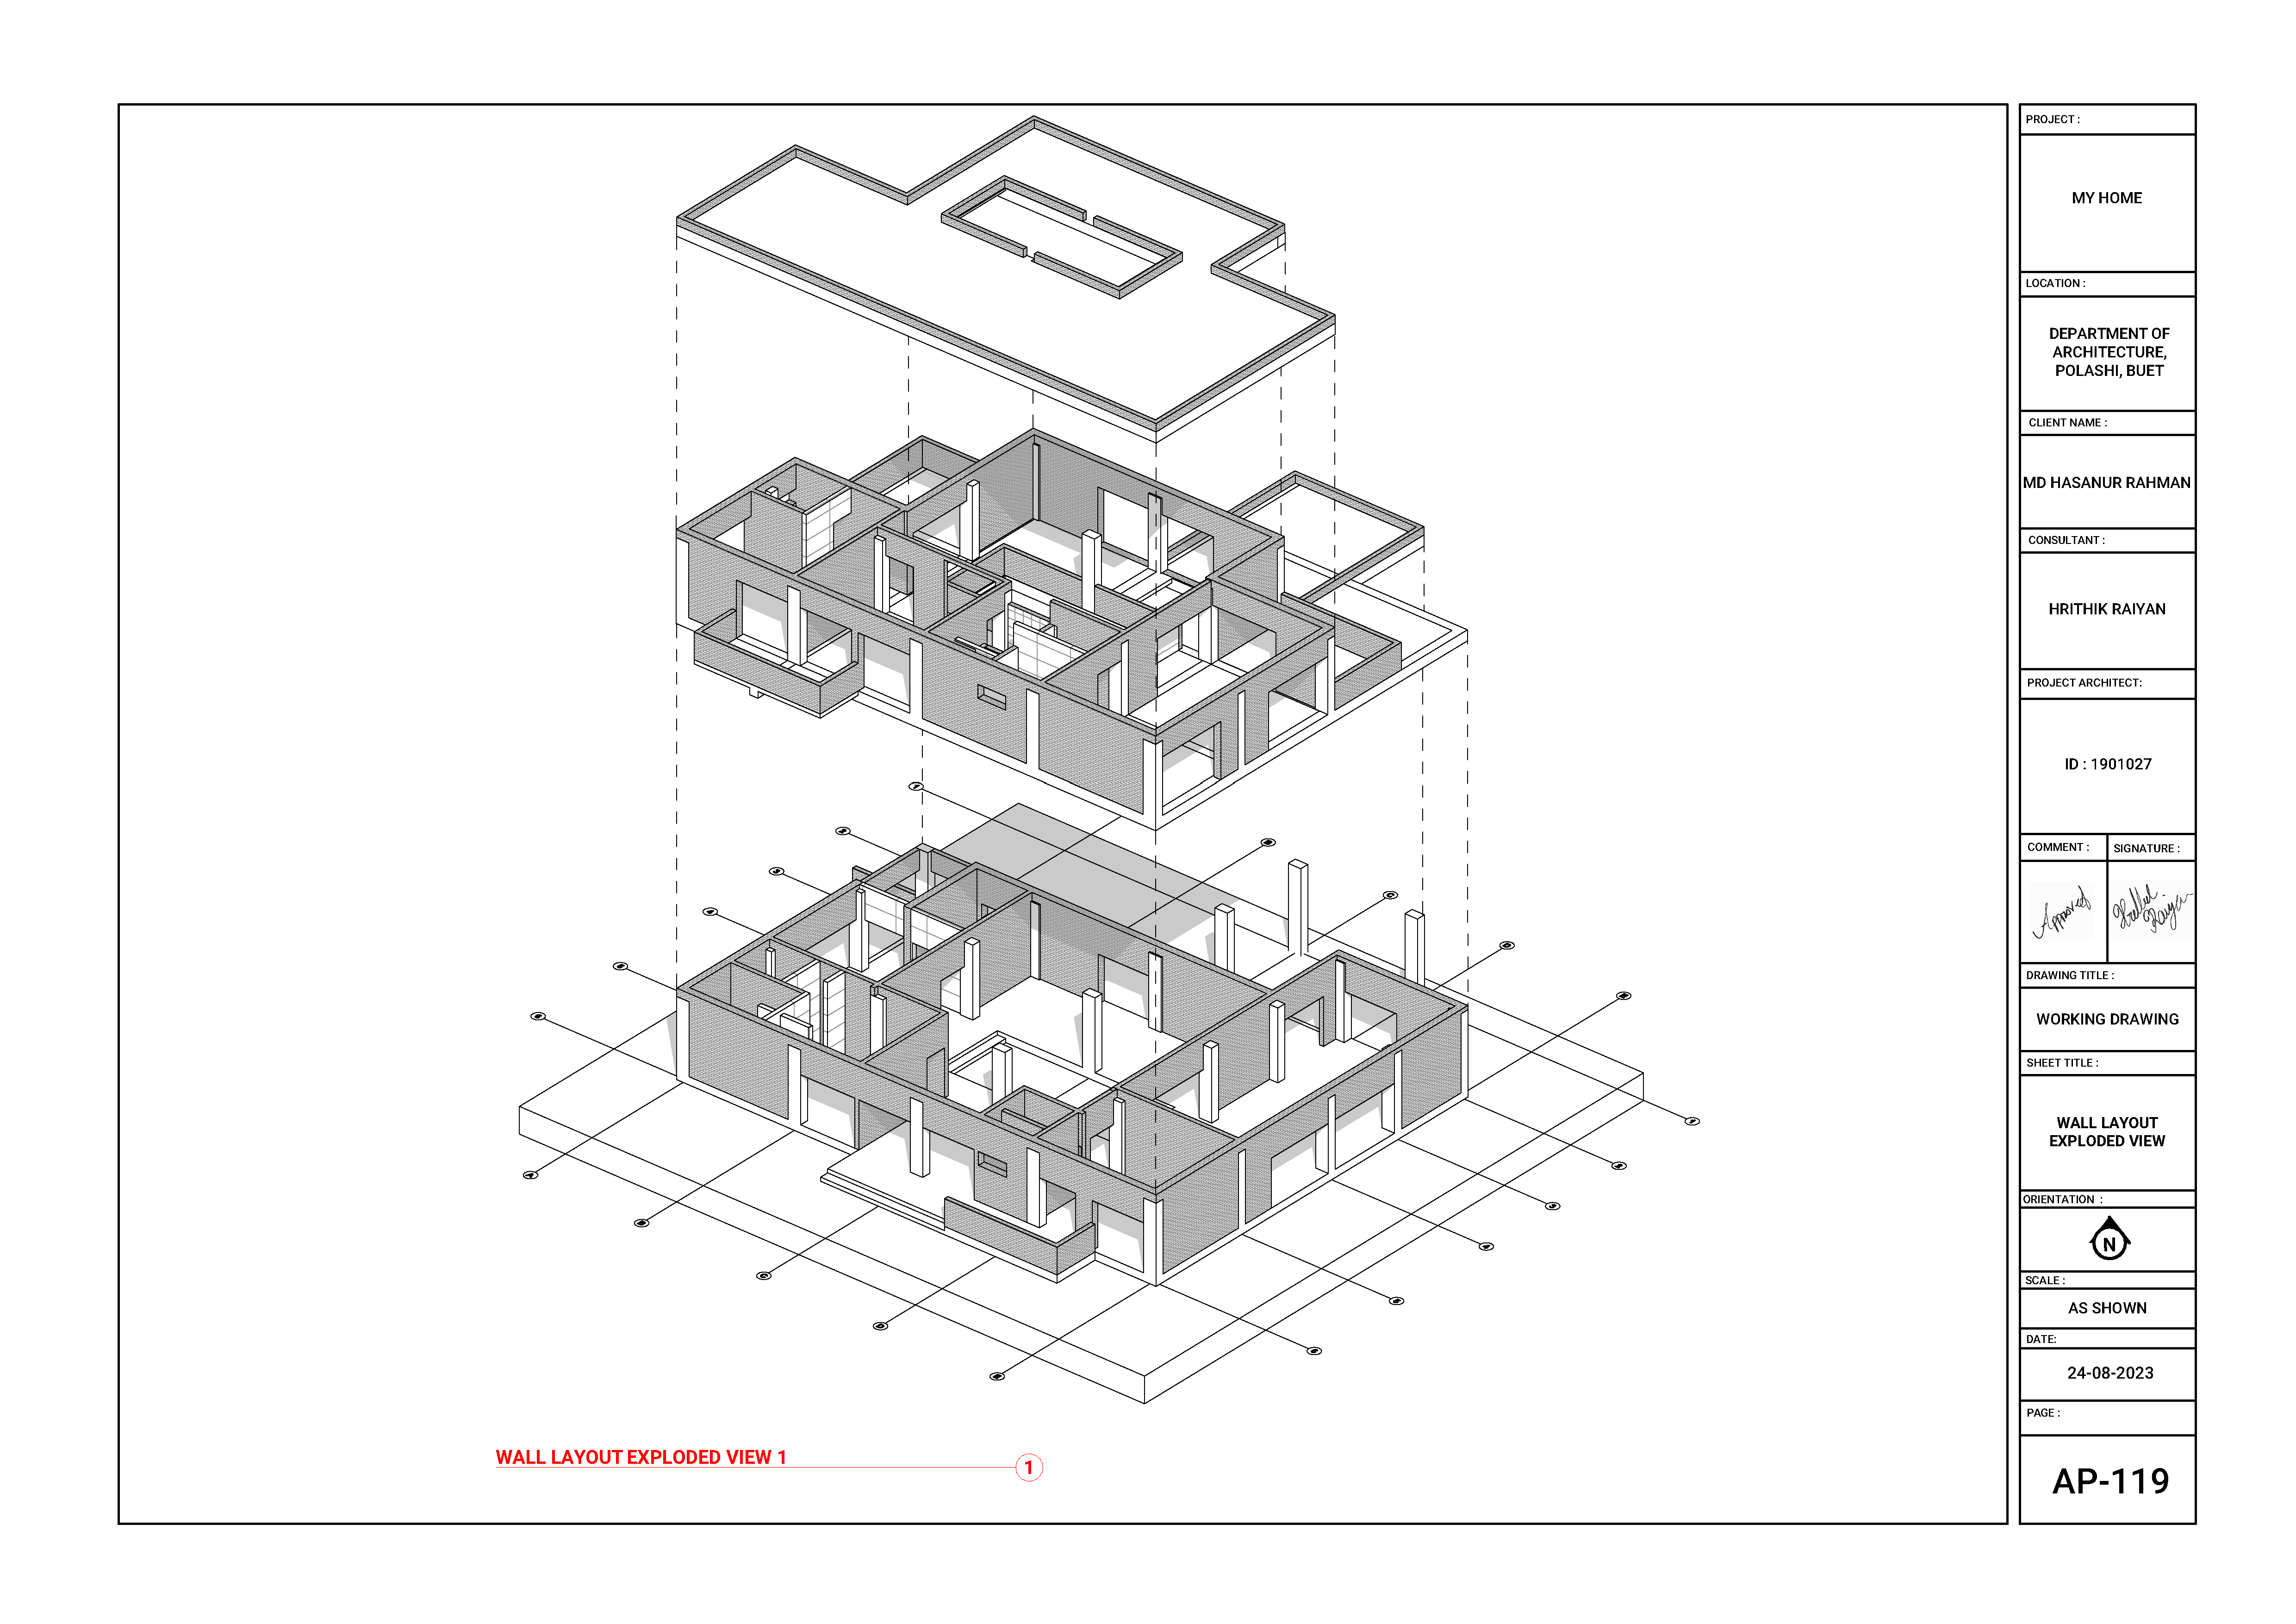 PROJECT :
MY HOME
LOCATION :
DEPARTMENT OF
ARCHITECTURE,
POLASHI, BUET
CLIENT NAME :
MD HASANUR RAHMAN
CONSULTANT :
HRITHIK RAIYAN
PROJECT ARCHITECT:
ID : 1901027
COMMENT :
SIGNATURE :
Approved
DRAWING TITLE :
WORKING DRAWING
SHEET TITLE :
WALL LAYOUT
EXPLODED VIEW
ORIENTATION :
N
SCALE :
AS SHOWN
DATE:
24-08-2023
PAGE :
AP-119
WALL LAYOUT EXPLODED VIEW 1
1